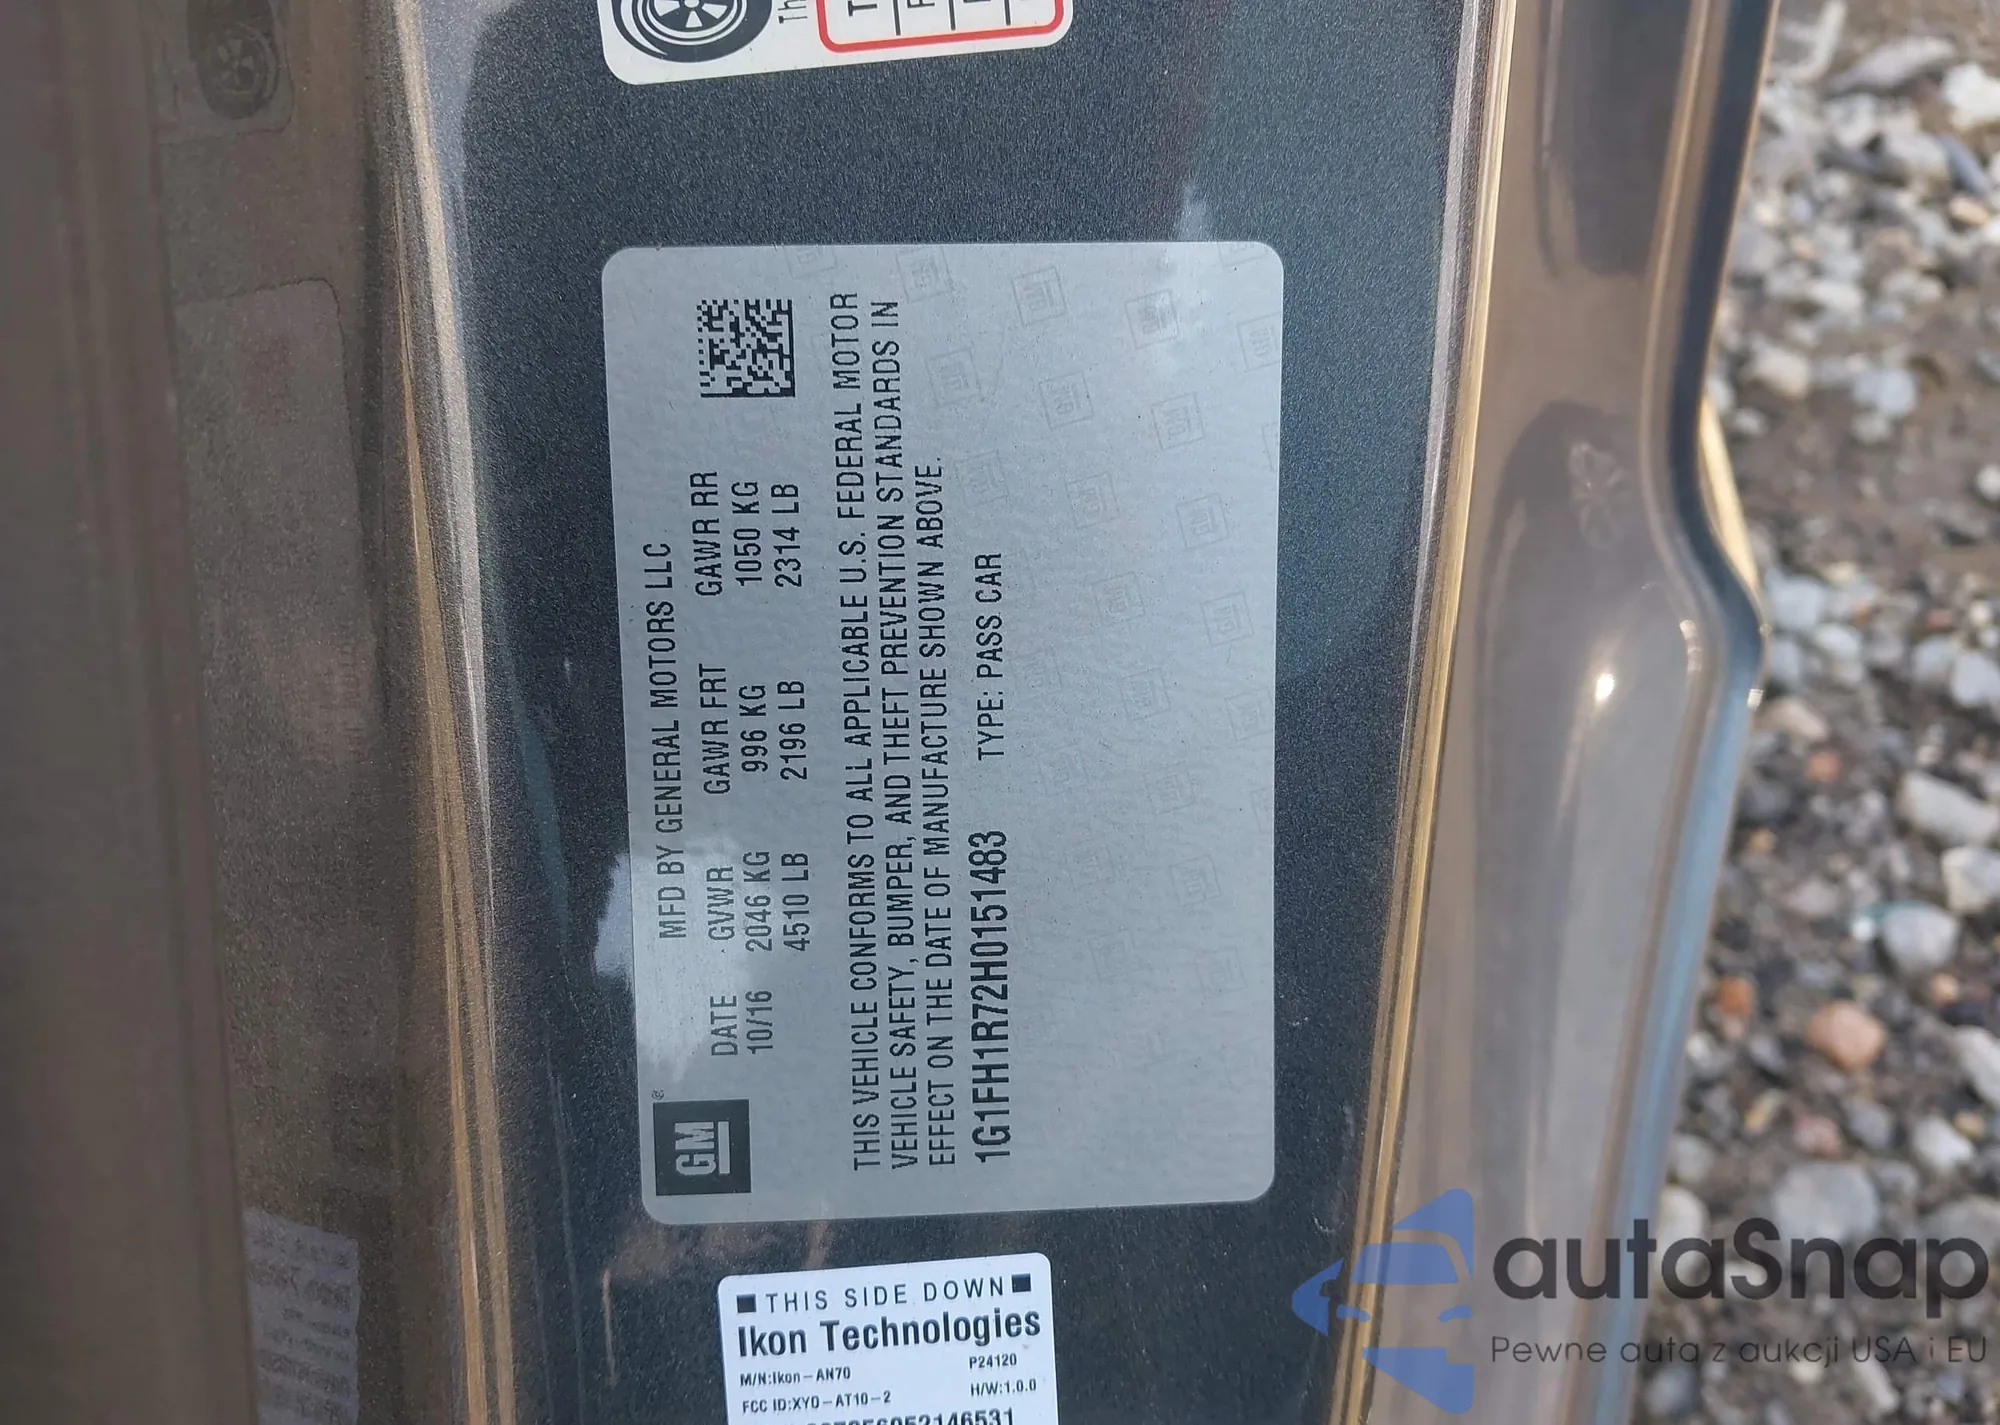 Th
MFD BY GENERAL MOTORS LLC
DATE GVWR GAWR FRT GAWR RR
10/16 2046 KG 996 KG 1050 KG
4510 LB 2196 LB 2314 LB
THIS VEHICLE CONFORMS TO ALL APPLICABLE U.S. FEDERAL MOTOR
VEHICLE SAFETY, BUMPER, AND THEFT PREVENTION STANDARDS IN
EFFECT ON THE DATE OF MANUFACTURE SHOWN ABOVE.
1G1FH1R72H0151483 TYPE: PASS CAR
GM®
THIS SIDE DOWN
Ikon Technologies
M/N:Ikon-AN70 P24120
FCC ID:XYO-AT10-2 H/W:1.0.0
autaSnap
Pewne auta z aukcji USA i EU